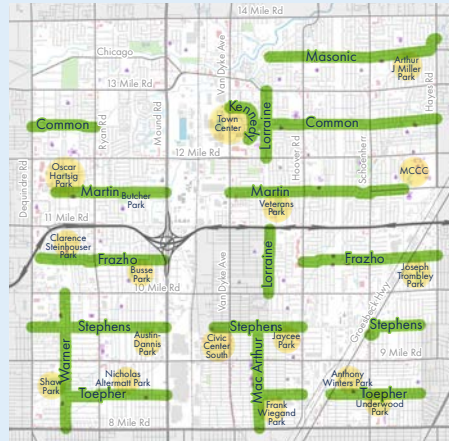 14 Mile Rd
Chicago
Van Dyke Ave
Masonic
Arthur
J Miller
Park
Hayes Rd
13 Mile Rd
Ryan Rd
Mound Rd
Common
Kennedy
Town
Center
Lorraine
Common
Hoover Rd
Schoenherr
12 Mile Rd
Dequindre Rd
Oscar
Hartsig
Park
Martin
Butcher
Park
Martin
MCCC
Veterans
Park
11 Mile Rd
Clarence
Steinhauser
Park
Frazho
Busse
Park
Van Dyke Ave
Lorraine
Frazho
Joseph
Trombley
Park
10 Mile Rd
Groesbeck Hwy
Stephens
Austin-
Dannis
Park
Warner
Stephens
Civic
Center
South
Jaycee
Park
Mac Arthur
Stephens
9 Mile Rd
Shaw
Park
Nicholas
Altermatt Park
Toepher
Anthony
Winters Park
Toepher
Underwood
Park
Frank
Wiegand
Park
8 Mile Rd